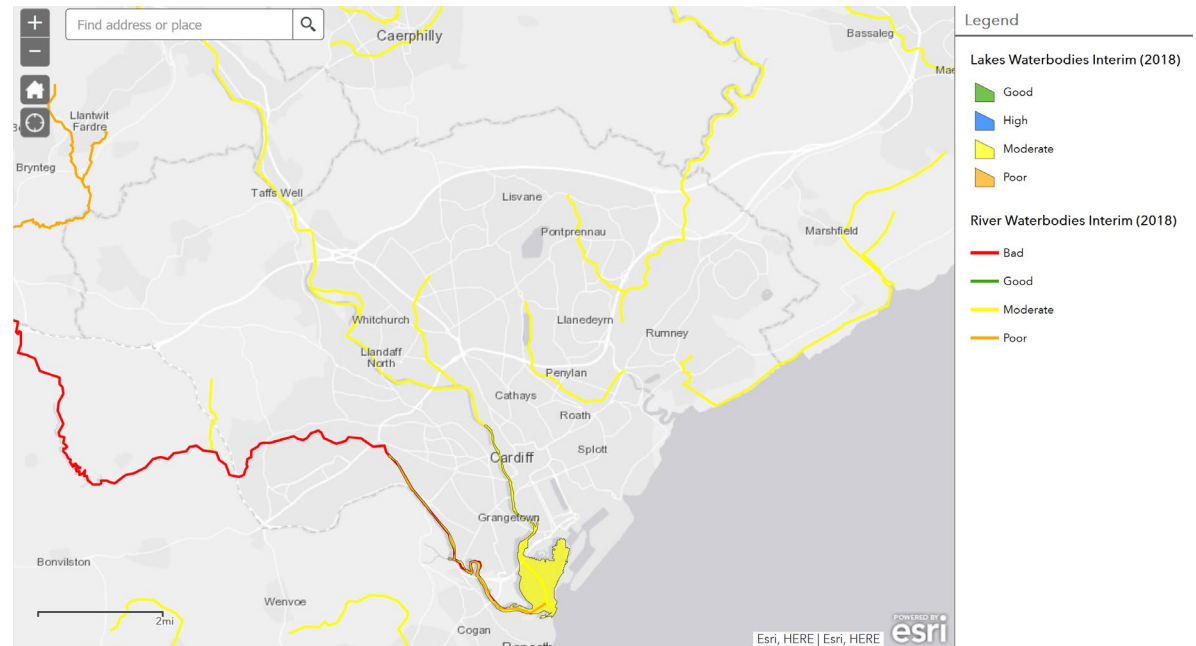 +
Find address or place
−
Caerphilly
Bassaleg
Llantwit
Fardre
Brynteg
Taffs Well
Lisvane
Pontprennau
Marshfield
Whitchurch
Llanedeyrn
Rumney
Llandaff
North
Penylan
Cathays
Roath
Cardiff
Splott
Grangetown
Bonvilston
Wenvoe
2mi
Cogan
Esri, HERE | Esri, HERE
POWERED BY
esri
Legend
Lakes Waterbodies Interim (2018)
Good
High
Moderate
Poor
River Waterbodies Interim (2018)
Bad
Good
Moderate
Poor